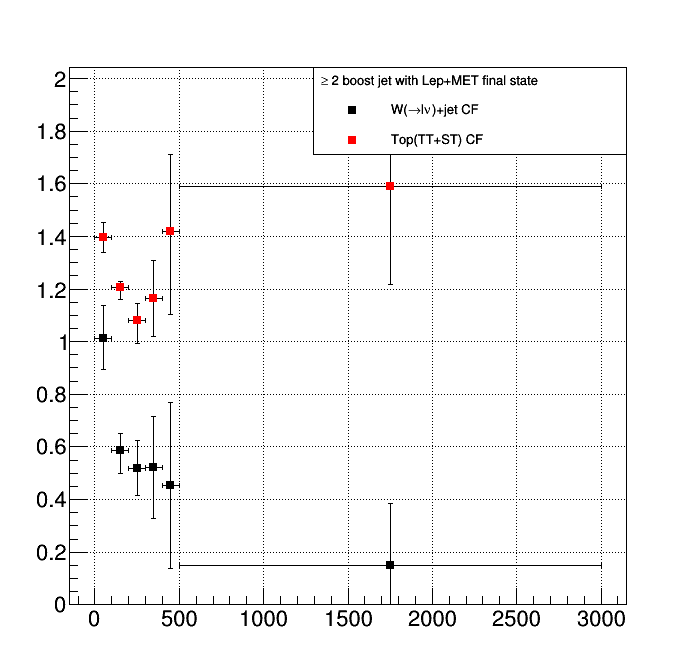 ≥ 2 boost jet with Lep+MET final state
W(→lν)+jet CF
Top(TT+ST) CF
2
1.8
1.6
1.4
1.2
1
0.8
0.6
0.4
0.2
0
0 500 1000 1500 2000 2500 3000